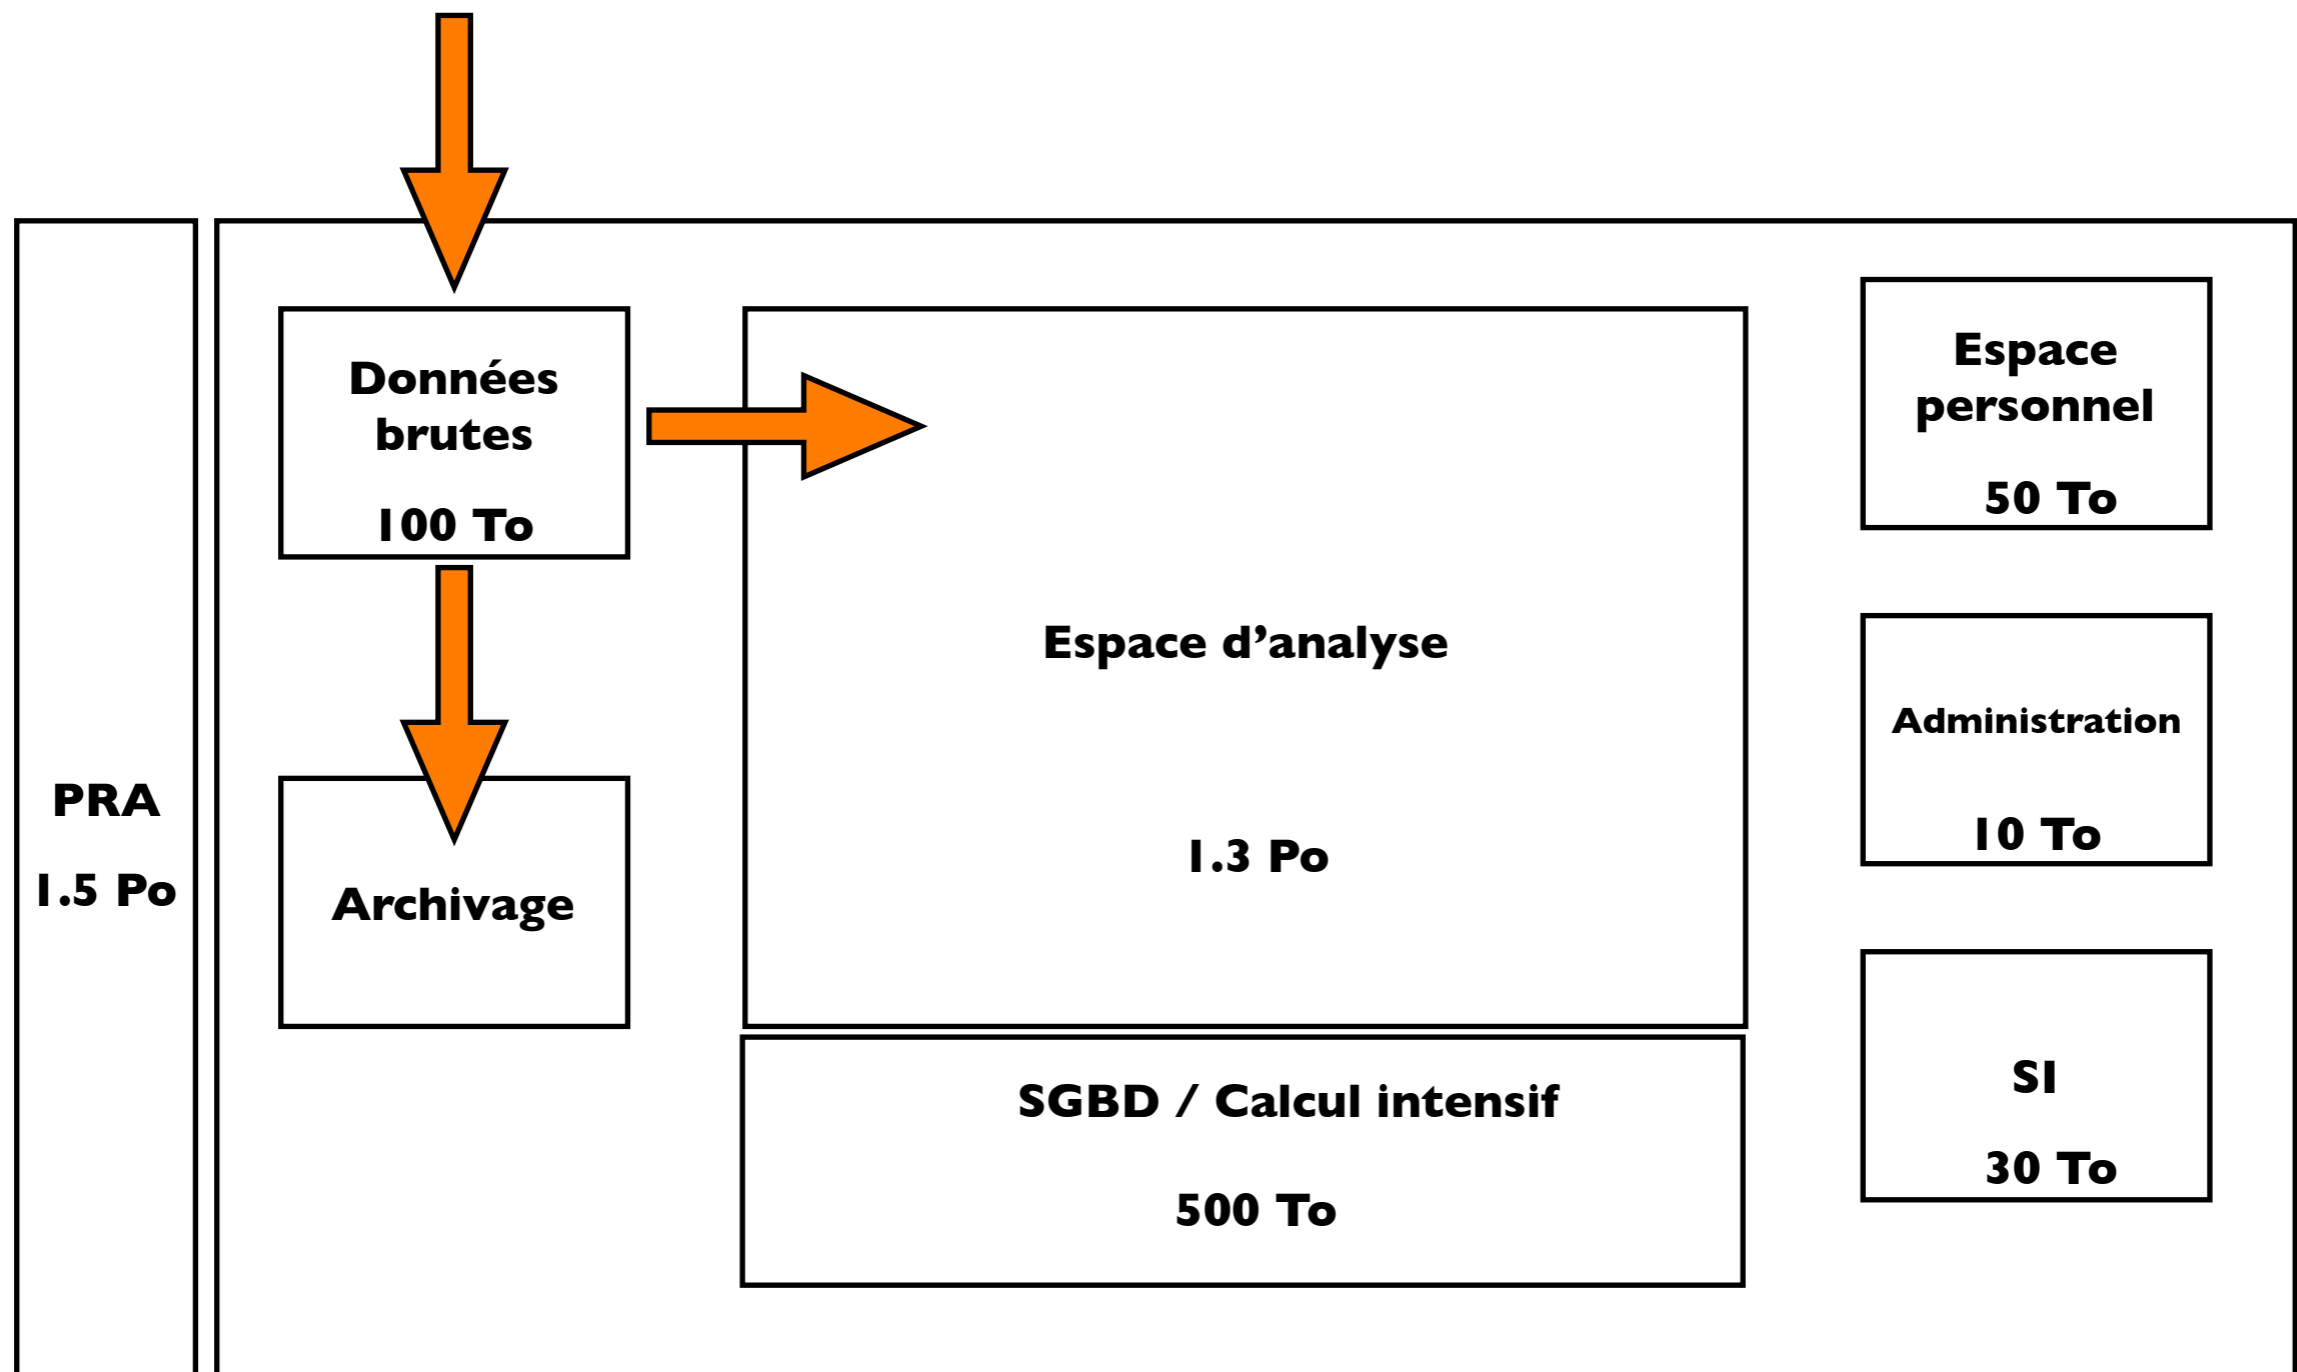 PRA
1.5 Po
Données
brutes
100 To
Archivage
Espace d’analyse
1.3 Po
SGBD / Calcul intensif
500 To
Espace
personnel
50 To
Administration
10 To
SI
30 To